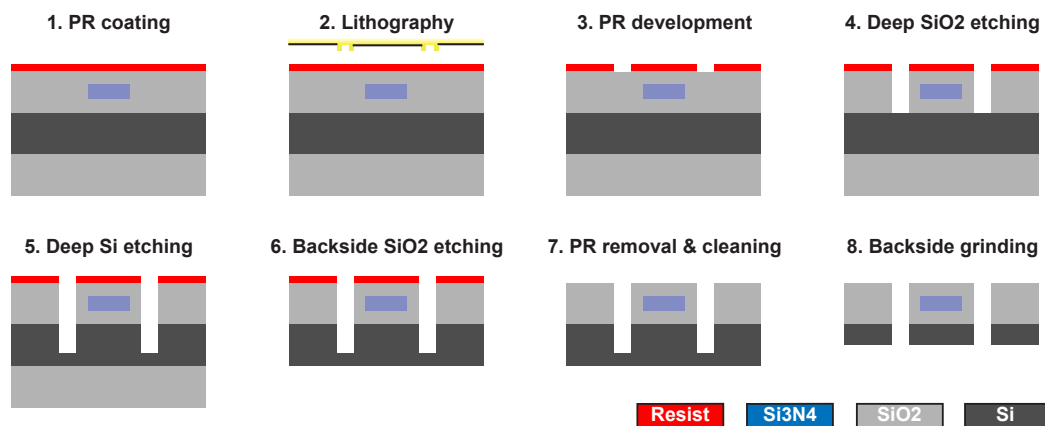 1. PR coating
2. Lithography
3. PR development
4. Deep SiO2 etching
5. Deep Si etching
6. Backside SiO2 etching
7. PR removal & cleaning
8. Backside grinding
Resist
Si3N4
SiO2
Si